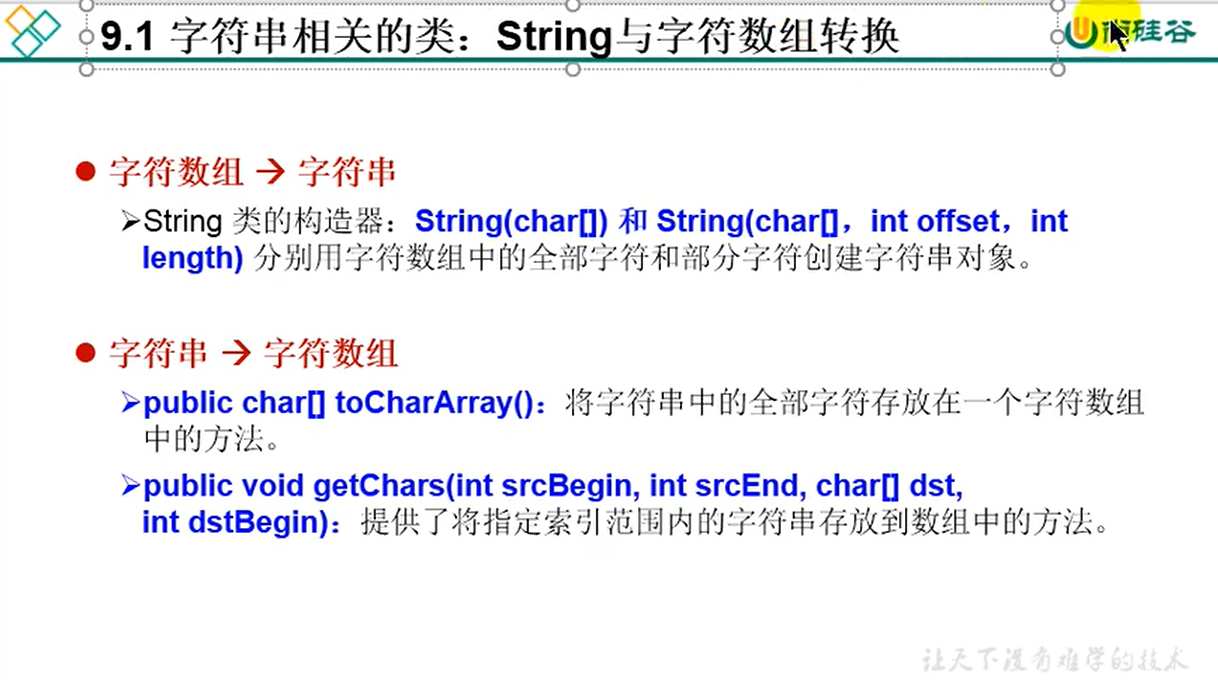 9.1 字符串相关的类：String与字符数组转换
硅谷
字符数组 → 字符串
String 类的构造器：String(char[]) 和 String(char[]，int offset，int
length) 分别用字符数组中的全部字符和部分字符创建字符串对象。
字符串 → 字符数组
public char[] toCharArray()：将字符串中的全部字符存放在一个字符数组
中的方法。
public void getChars(int srcBegin, int srcEnd, char[] dst,
int dstBegin)：提供了将指定索引范围内的字符串存放到数组中的方法。
让天下没有难学的技术